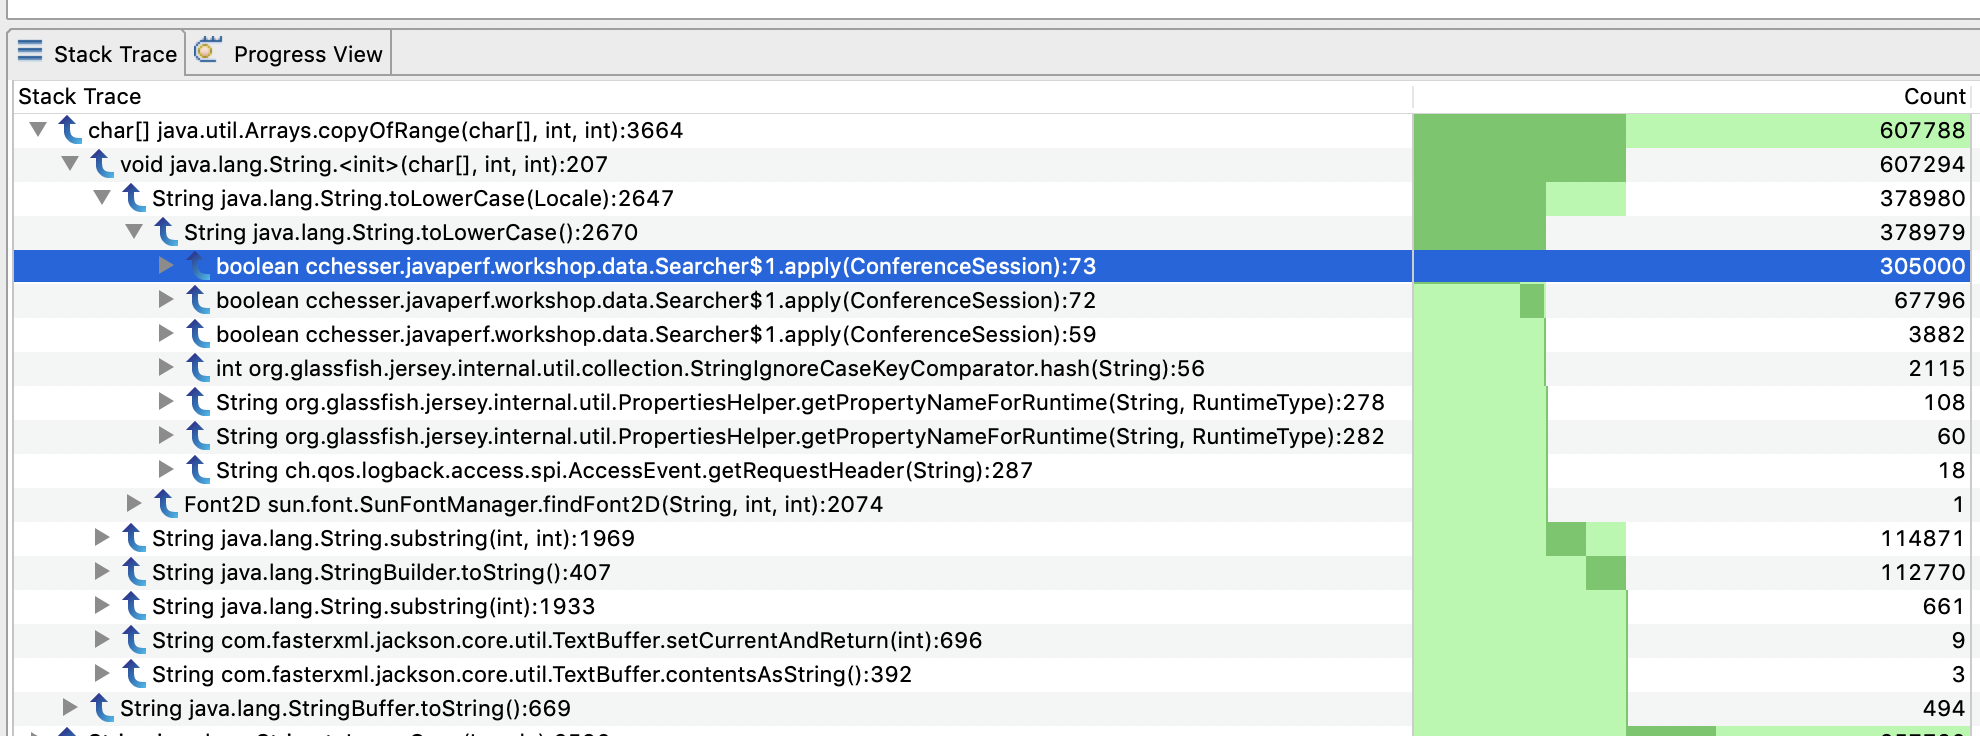 Stack Trace Progress View
Stack Trace Count
char[] java.util.Arrays.copyOfRange(char[], int, int):3664 607788
void java.lang.String.<init>(char[], int, int):207 607294
String java.lang.String.toLowerCase(Locale):2647 378980
String java.lang.String.toLowerCase():2670 378979
boolean cchesser.javaperf.workshop.data.Searcher$1.apply(ConferenceSession):73 305000
boolean cchesser.javaperf.workshop.data.Searcher$1.apply(ConferenceSession):72 67796
boolean cchesser.javaperf.workshop.data.Searcher$1.apply(ConferenceSession):59 3882
int org.glassfish.jersey.internal.util.collection.StringIgnoreCaseKeyComparator.hash(String):56 2115
String org.glassfish.jersey.internal.util.PropertiesHelper.getPropertyNameForRuntime(String, RuntimeType):278 108
String org.glassfish.jersey.internal.util.PropertiesHelper.getPropertyNameForRuntime(String, RuntimeType):282 60
String ch.qos.logback.access.spi.AccessEvent.getRequestHeader(String):287 18
Font2D sun.font.SunFontManager.findFont2D(String, int, int):2074 1
String java.lang.String.substring(int, int):1969 114871
String java.lang.StringBuilder.toString():407 112770
String java.lang.String.substring(int):1933 661
String com.fasterxml.jackson.core.util.TextBuffer.setCurrentAndReturn(int):696 9
String com.fasterxml.jackson.core.util.TextBuffer.contentsAsString():392 3
String java.lang.StringBuffer.toString():669 494